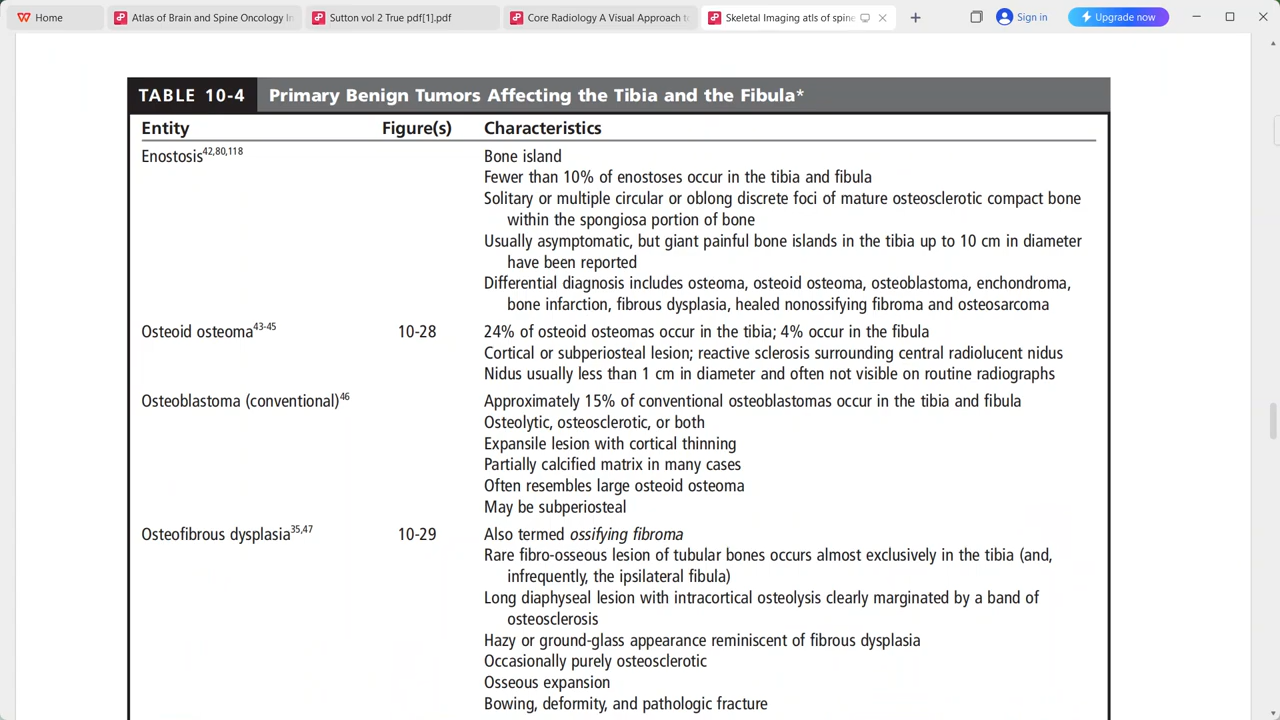 Home
Atlas of Brain and Spine Oncology I
Sutton vol 2 True pdf[1].pdf
Core Radiology A Visual Approach to
Skeletal Imaging atls of spine
Sign in
Upgrade now
TABLE 10-4 Primary Benign Tumors Affecting the Tibia and the Fibula*
Entity Figure(s) Characteristics
Enostosis42,80,118 Bone island
Fewer than 10% of enostoses occur in the tibia and fibula
Solitary or multiple circular or oblong discrete foci of mature osteosclerotic compact bone
within the spongiosa portion of bone
Usually asymptomatic, but giant painful bone islands in the tibia up to 10 cm in diameter
have been reported
Differential diagnosis includes osteoma, osteoid osteoma, osteoblastoma, enchondroma,
bone infarction, fibrous dysplasia, healed nonossifying fibroma and osteosarcoma
Osteoid osteoma43-45 10-28 24% of osteoid osteomas occur in the tibia; 4% occur in the fibula
Cortical or subperiosteal lesion; reactive sclerosis surrounding central radiolucent nidus
Nidus usually less than 1 cm in diameter and often not visible on routine radiographs
Osteoblastoma (conventional)46 Approximately 15% of conventional osteoblastomas occur in the tibia and fibula
Osteolytic, osteosclerotic, or both
Expansile lesion with cortical thinning
Partially calcified matrix in many cases
Often resembles large osteoid osteoma
May be subperiosteal
Osteofibrous dysplasia35,47 10-29 Also termed ossifying fibroma
Rare fibro-osseous lesion of tubular bones occurs almost exclusively in the tibia (and,
infrequently, the ipsilateral fibula)
Long diaphyseal lesion with intracortical osteolysis clearly marginated by a band of
osteosclerosis
Hazy or ground-glass appearance reminiscent of fibrous dysplasia
Occasionally purely osteosclerotic
Osseous expansion
Bowing, deformity, and pathologic fracture